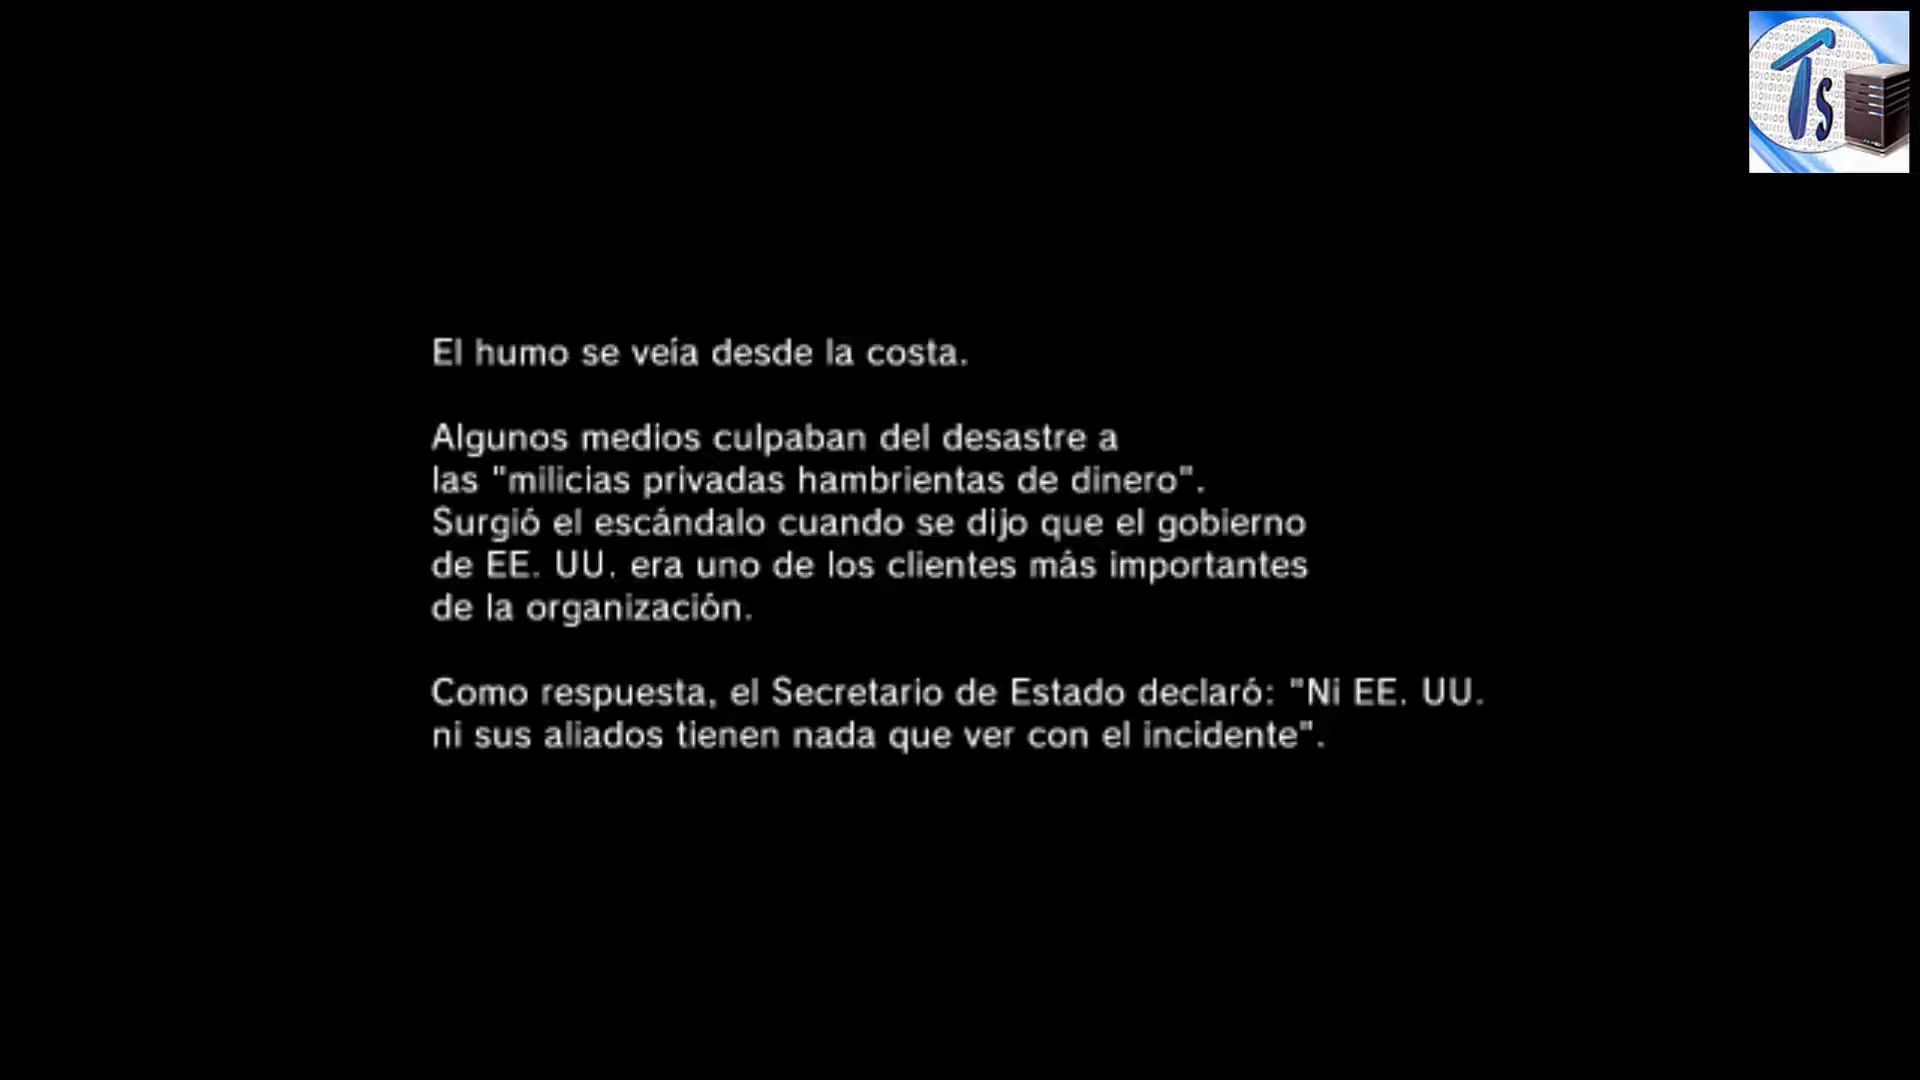 Ts
El humo se veía desde la costa.
Algunos medios culpaban del desastre a
las "milicias privadas hambrientas de dinero".
Surgió el escándalo cuando se dijo que el gobierno
de EE. UU. era uno de los clientes más importantes
de la organización.
Como respuesta, el Secretario de Estado declaró: "Ni EE. UU.
ni sus aliados tienen nada que ver con el incidente".